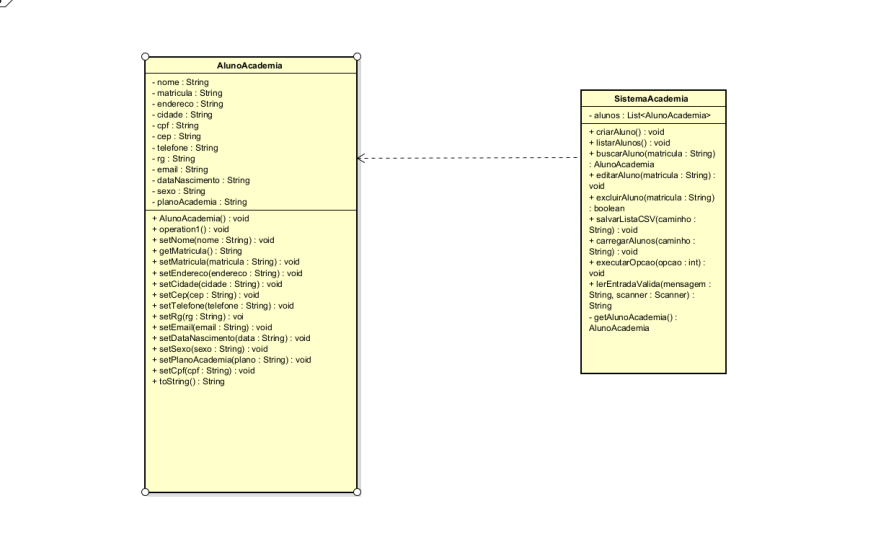 AlunoAcademia
- nome : String
- matricula : String
- endereco : String
- cidade : String
- cpf : String
- cep : String
- telefone : String
- rg : String
- email : String
- dataNascimento : String
- sexo : String
- planoAcademia : String
+ AlunoAcademia() : void
+ operation1() : void
+ setNome(nome : String) : void
+ getMatricula() : String
+ setMatricula(matricula : String) : void
+ setEndereco(endereco : String) : void
+ setCidade(cidade : String) : void
+ setCep(cep : String) : void
+ setTelefone(telefone : String) : void
+ setRg(rg : String) : voi
+ setEmail(email : String) : void
+ setDataNascimento(data : String) : void
+ setSexo(sexo : String) : void
+ setPlanoAcademia(plano : String) : void
+ setCpf(cpf : String) : void
+ toString() : String
SistemaAcademia
- alunos : List<AlunoAcademia>
+ criarAluno() : void
+ listarAlunos() : void
+ buscarAluno(matricula : String)
: AlunoAcademia
+ editarAluno(matricula : String) :
void
+ excluirAluno(matricula : String)
: boolean
+ salvarListaCSV(caminho :
String) : void
+ carregarAlunos(caminho :
String) : void
+ executarOpcao(opcao : int) :
void
+ lerEntradaValida(mensagem :
String, scanner : Scanner) :
String
- getAlunoAcademia() :
AlunoAcademia